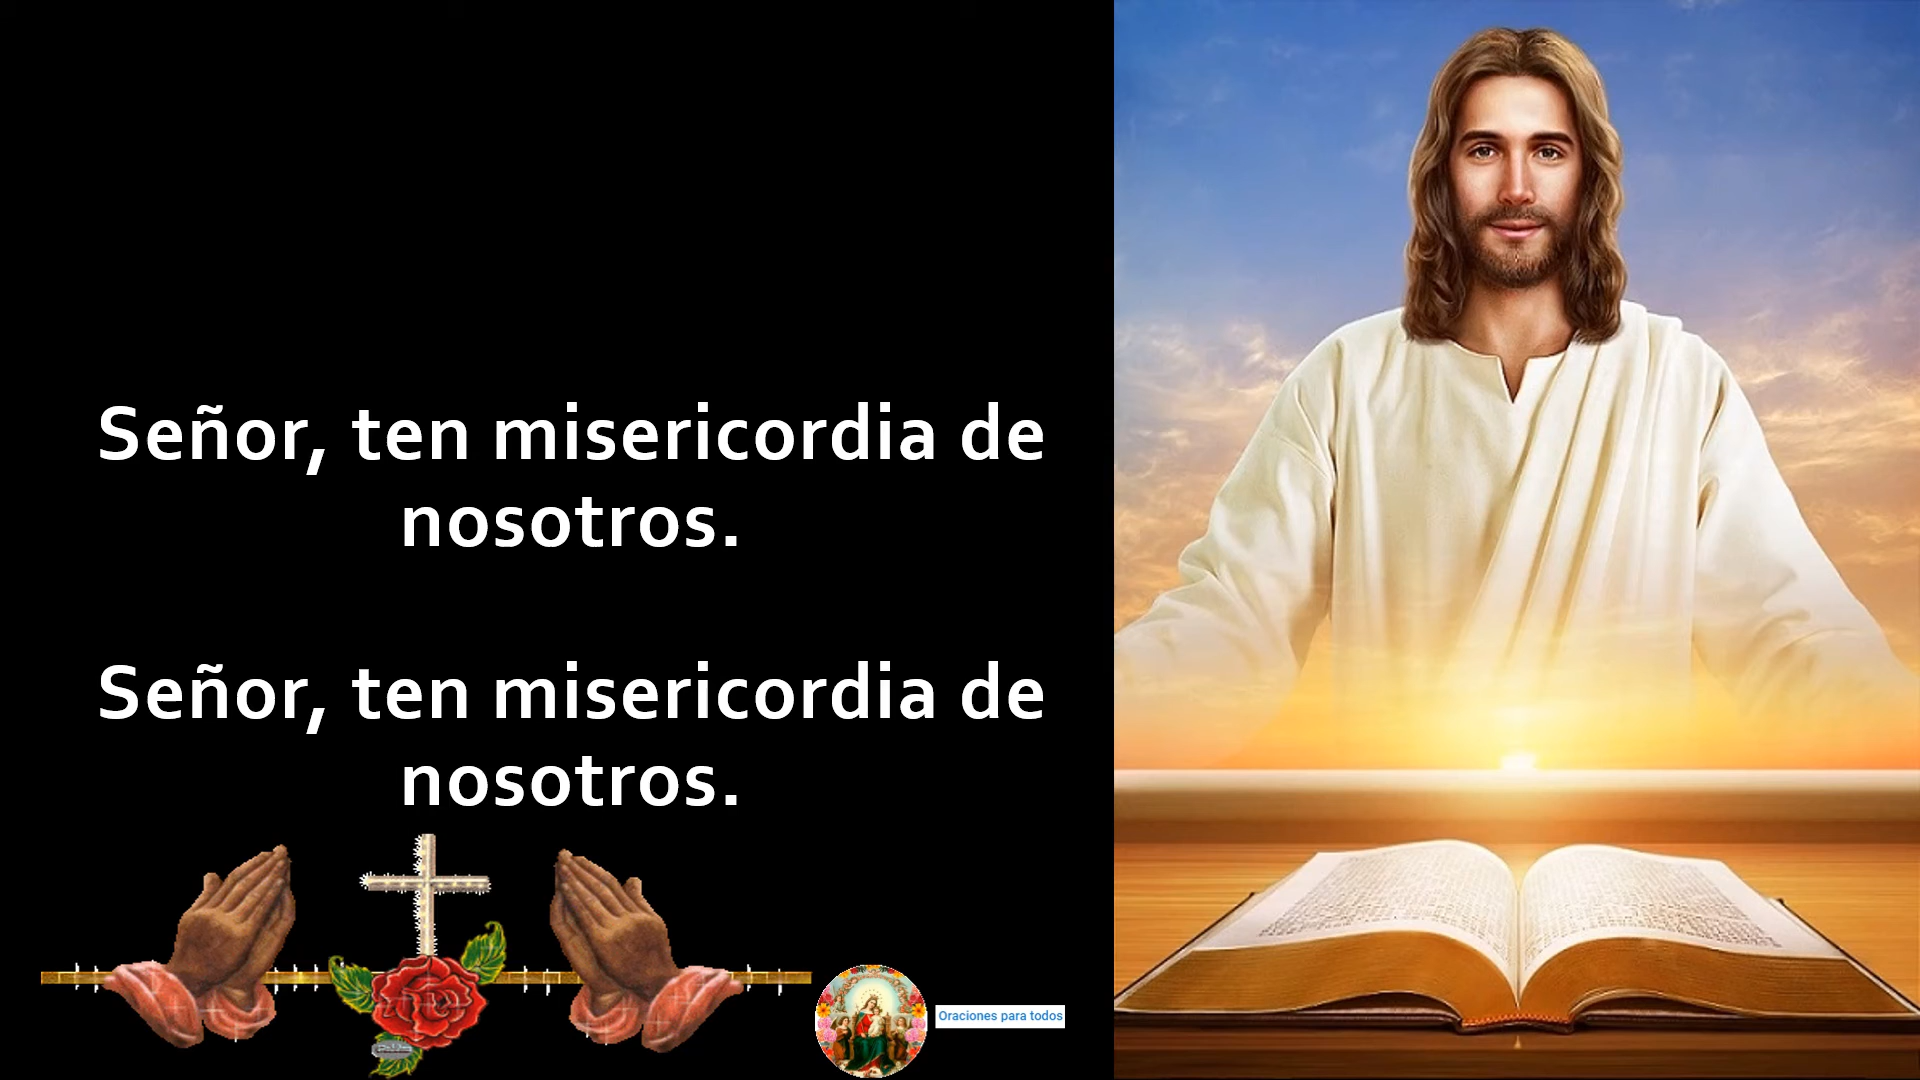 Señor, ten misericordia de
nosotros.
Señor, ten misericordia de
nosotros.
Oraciones para todos